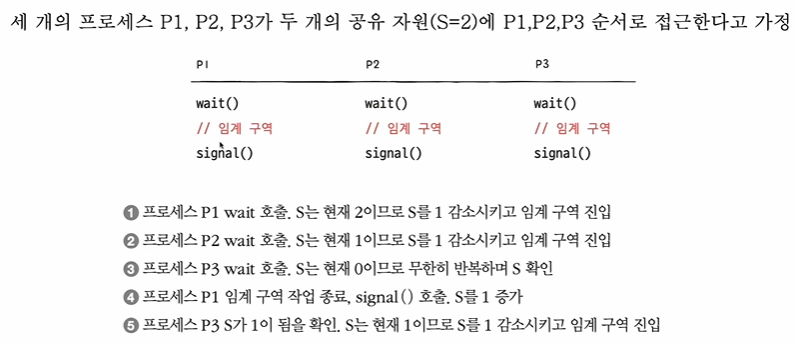 세 개의 프로세스 P1, P2, P3가 두 개의 공유 자원(S=2)에 P1,P2,P3 순서로 접근한다고 가정
P1 P2 P3
wait() wait() wait()
// 임계 구역 // 임계 구역 // 임계 구역
signal() signal() signal()
❶ 프로세스 P1 wait 호출. S는 현재 2이므로 S를 1 감소시키고 임계 구역 진입
❷ 프로세스 P2 wait 호출. S는 현재 1이므로 S를 1 감소시키고 임계 구역 진입
❸ 프로세스 P3 wait 호출. S는 현재 0이므로 무한히 반복하며 S 확인
❹ 프로세스 P1 임계 구역 작업 종료, signal() 호출. S를 1 증가
❺ 프로세스 P3 S가 1이 됨을 확인. S는 현재 1이므로 S를 1 감소시키고 임계 구역 진입